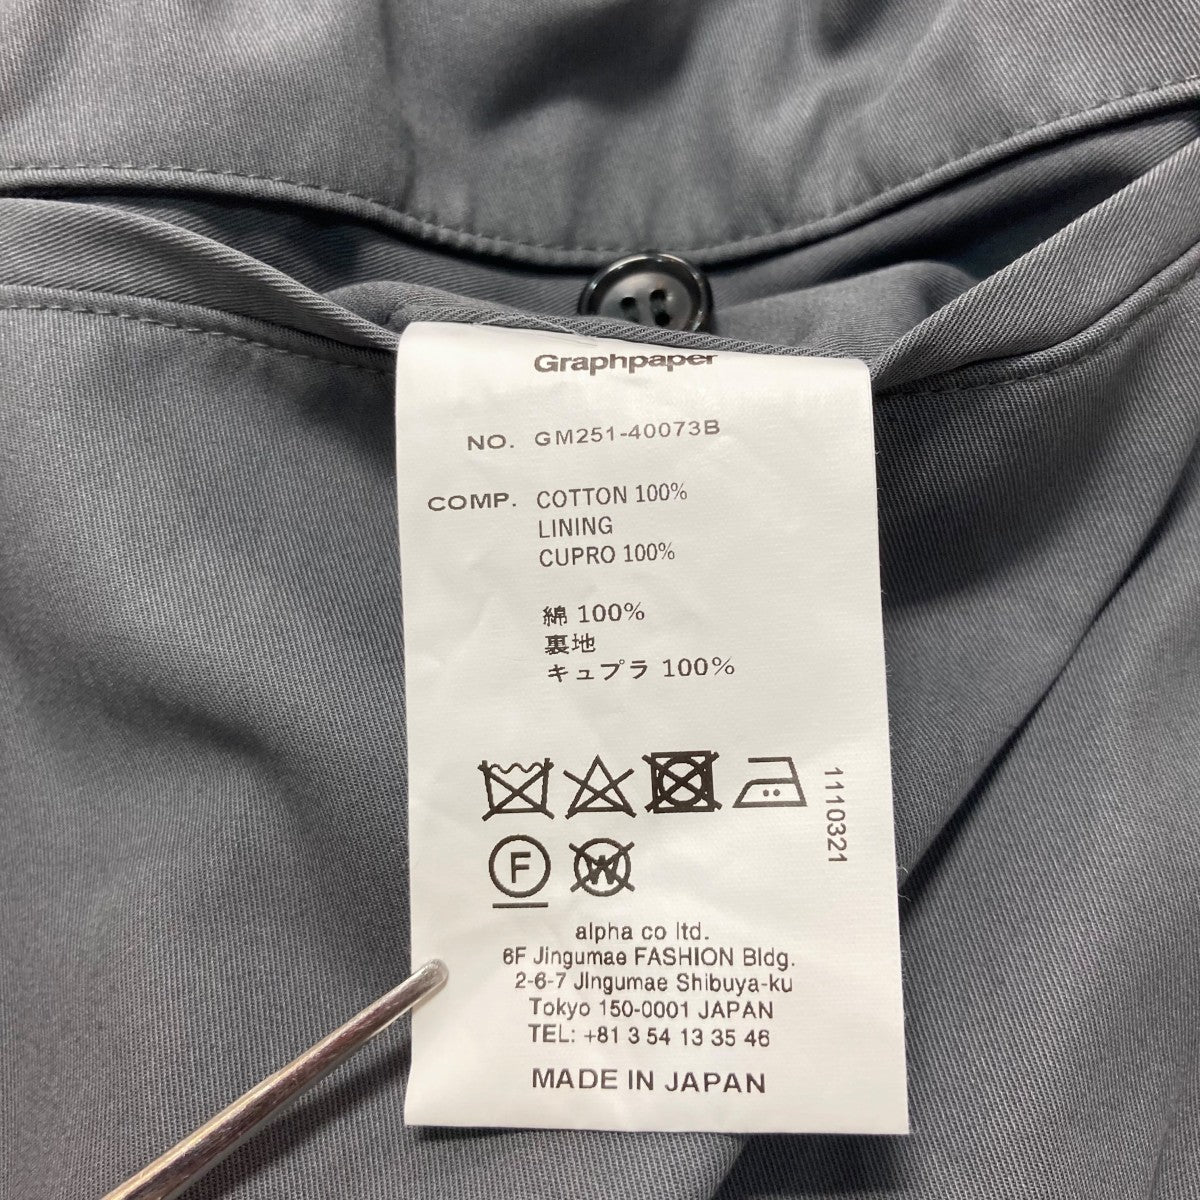 Graphpaper
NO. GM251-40073B
COMP. COTTON 100%
LINING
CUPRO 100%
綿 100%
裏地
キュプラ 100%
1110321
F W
alpha co ltd.
6F Jingumae FASHION Bldg.
2-6-7 JIngumae Shibuya-ku
Tokyo 150-0001 JAPAN
TEL: +81 3 54 13 35 46
MADE IN JAPAN